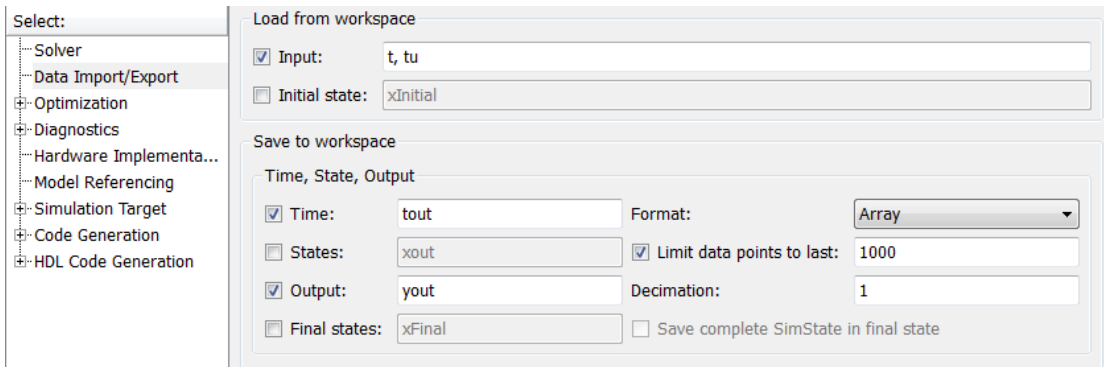 Select:
Solver
Data Import/Export
Optimization
Diagnostics
Hardware Implementa...
Model Referencing
Simulation Target
Code Generation
HDL Code Generation
Load from workspace
Input: t, tu
Initial state: xInitial
Save to workspace
Time, State, Output
Time: tout Format: Array
States: xout Limit data points to last: 1000
Output: yout Decimation: 1
Final states: xFinal Save complete SimState in final state